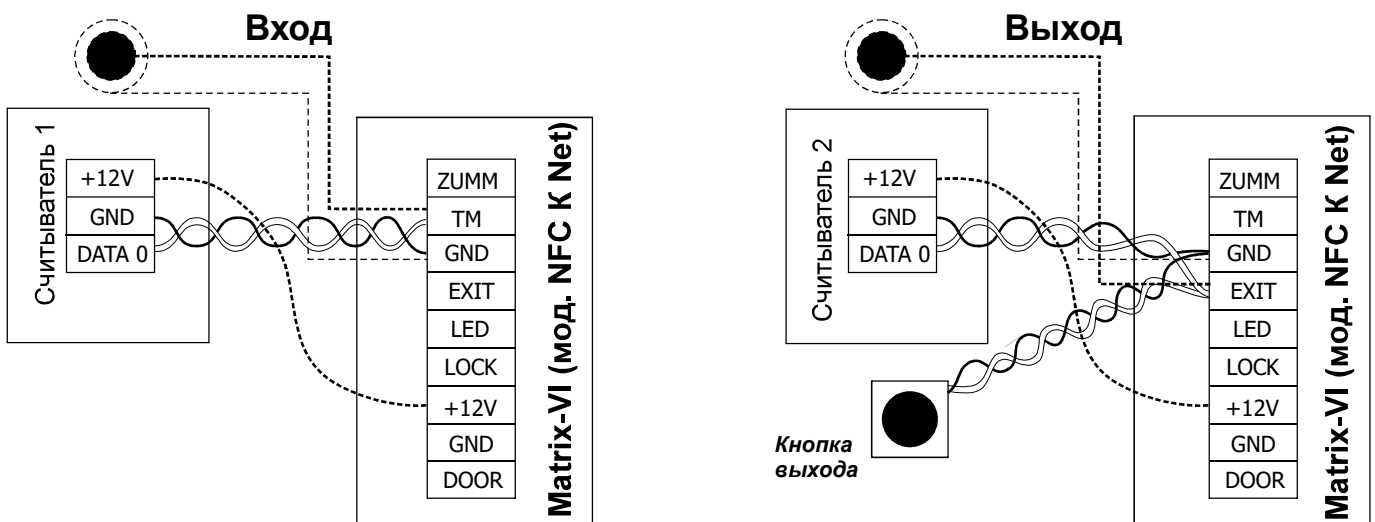 Вход
Считыватель 1
+12V
GND
DATA 0
ZUMM
TM
GND
EXIT
LED
LOCK
+12V
GND
DOOR
Matrix-VI (мод. NFC К Net)
Выход
Считыватель 2
+12V
GND
DATA 0
Кнопка
выхода
ZUMM
TM
GND
EXIT
LED
LOCK
+12V
GND
DOOR
Matrix-VI (мод. NFC К Net)